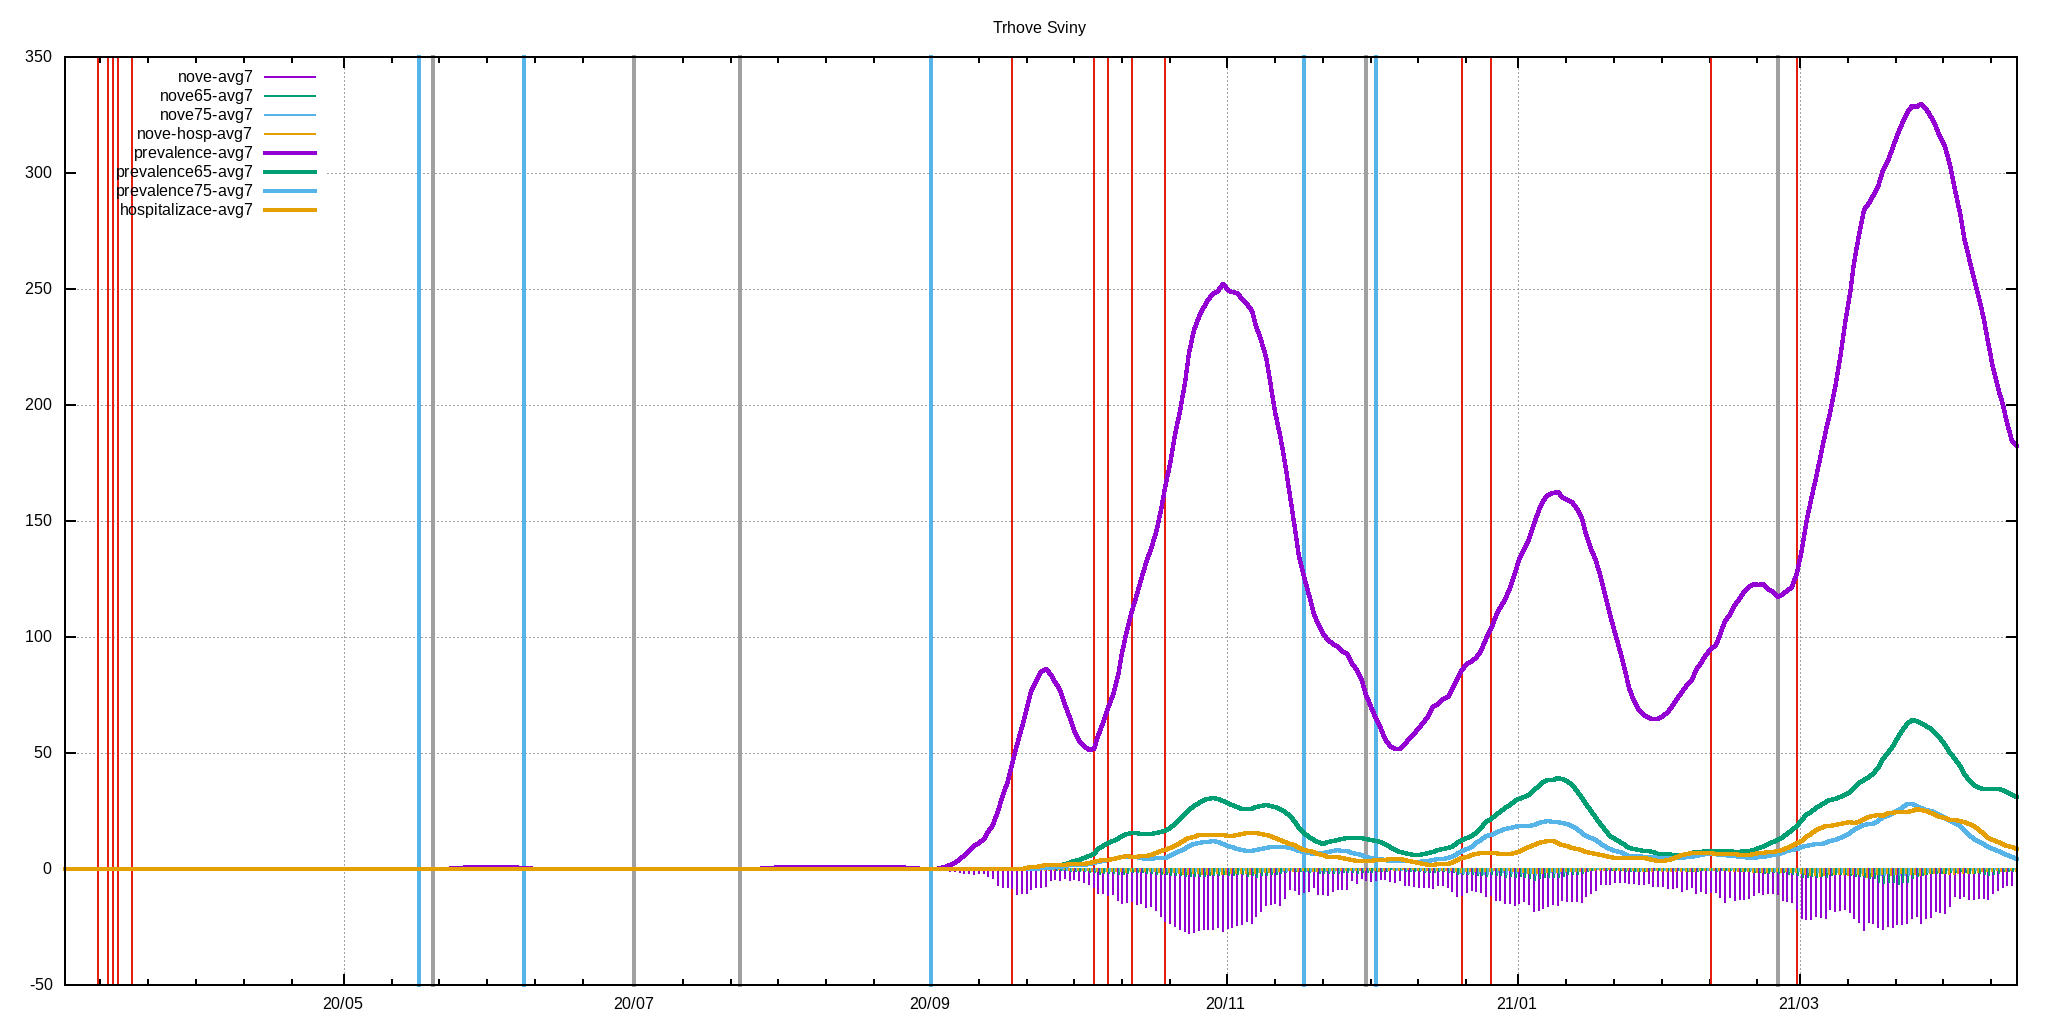 Trhove Sviny
350
300
250
200
150
100
50
0
-50
nove-avg7
nove65-avg7
nove75-avg7
nove-hosp-avg7
prevalence-avg7
prevalence65-avg7
prevalence75-avg7
hospitalizace-avg7
20/05 20/07 20/09 20/11 21/01 21/03